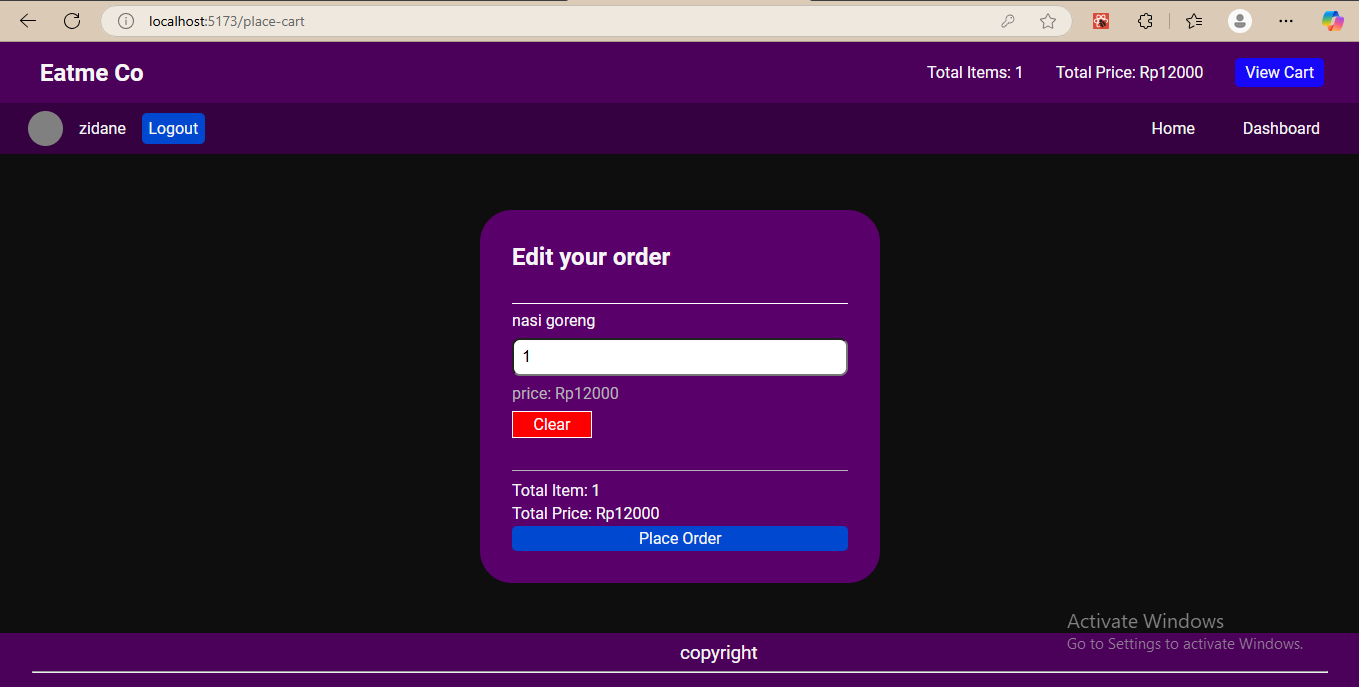 localhost:5173/place-cart
Eatme Co
Total Items: 1
Total Price: Rp12000
View Cart
zidane
Logout
Home
Dashboard
Edit your order
nasi goreng
1
price: Rp12000
Clear
Total Item: 1
Total Price: Rp12000
Place Order
Activate Windows
Go to Settings to activate Windows.
copyright